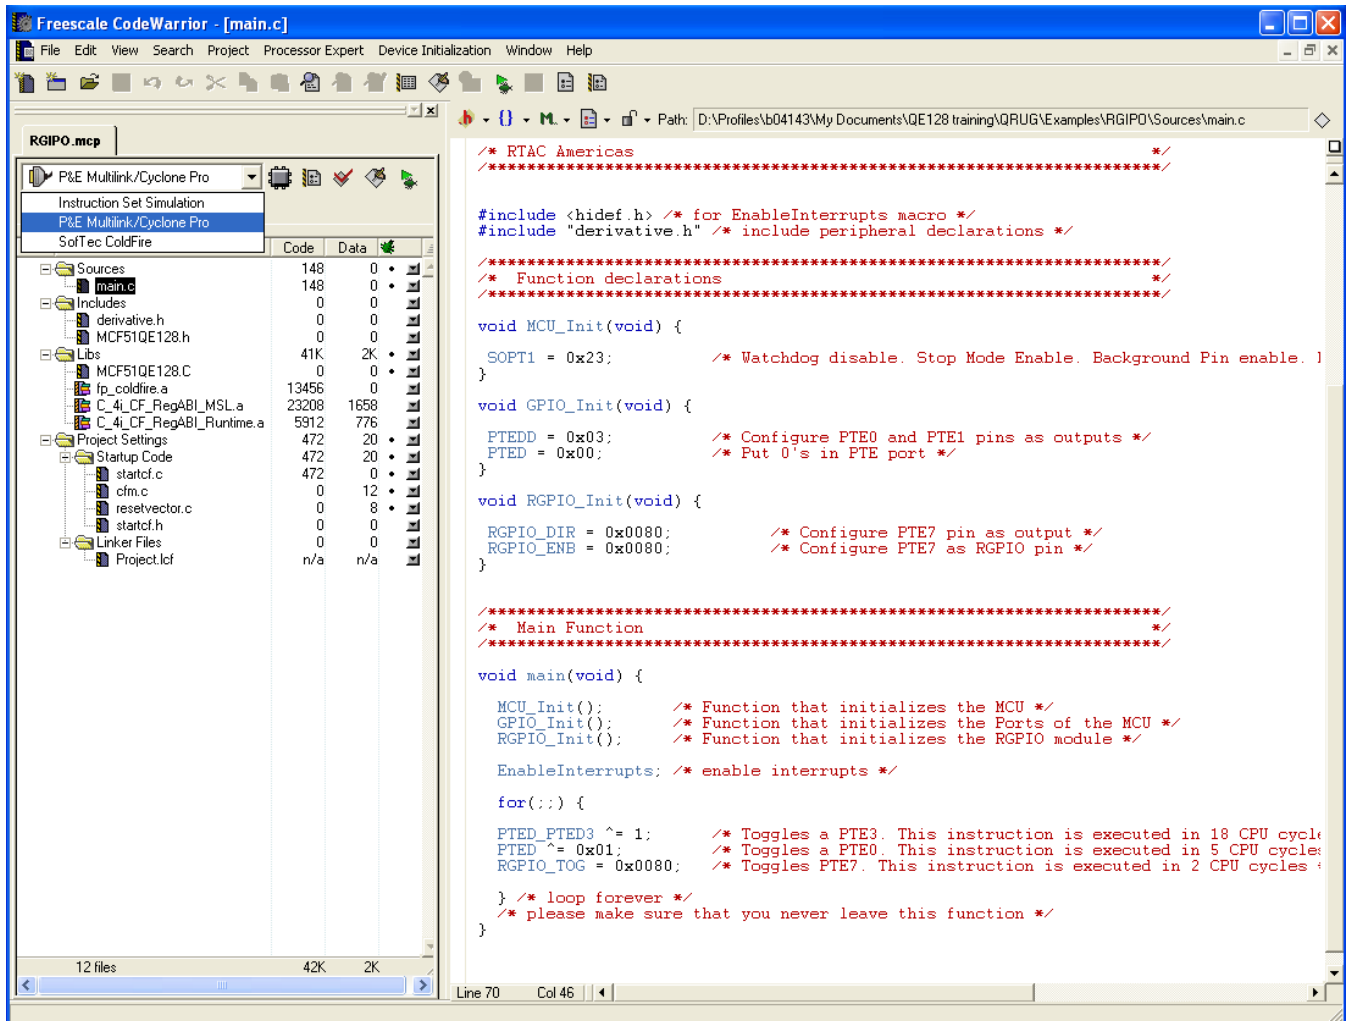 Freescale CodeWarrior - [main.c]
File Edit View Search Project Processor Expert Device Initialization Window Help
RGIPO.mcp
P&E Multilink/Cyclone Pro
Instruction Set Simulation
P&E Multilink/Cyclone Pro
SofTec ColdFire
Code Data
Sources 148 0
main.c 148 0
Includes 0 0
derivative.h 0 0
MCF51QE128.h 0 0
Libs 41K 2K
MCF51QE128.C 0 0
fp_coldfire.a 13456 0
C_4i_CF_RegABI_MSL.a 23208 1658
C_4i_CF_RegABI_Runtime.a 5912 776
Project Settings 472 20
Startup Code 472 20
startcf.c 472 0
cfm.c 0 12
resetvector.c 0 8
startcf.h 0 0
Linker Files 0 0
Project.lcf n/a n/a
12 files 42K 2K
Path: D:\Profiles\b04143\My Documents\QE128 training\QRUG\Examples\RGIPO\Sources\main.c
/* RTAC Americas */
/*********************************************************************/
#include <hidef.h> /* for EnableInterrupts macro */
#include "derivative.h" /* include peripheral declarations */
/*********************************************************************/
/* Function declarations */
/*********************************************************************/
void MCU_Init(void) {
SOPT1 = 0x23; /* Watchdog disable. Stop Mode Enable. Background Pin enable.
}
void GPIO_Init(void) {
PTEDD = 0x03; /* Configure PTE0 and PTE1 pins as outputs */
PTED = 0x00; /* Put 0's in PTE port */
}
void RGPIO_Init(void) {
RGPIO_DIR = 0x0080; /* Configure PTE7 pin as output */
RGPIO_ENB = 0x0080; /* Configure PTE7 as RGPIO pin */
}
/*********************************************************************/
/* Main Function */
/*********************************************************************/
void main(void) {
MCU_Init(); /* Function that initializes the MCU */
GPIO_Init(); /* Function that initializes the Ports of the MCU */
RGPIO_Init(); /* Function that initializes the RGPIO module */
EnableInterrupts; /* enable interrupts */
for(;;) {
PTED_PTED3 ^= 1; /* Toggles a PTE3. This instruction is executed in 18 CPU cycle
PTED ^= 0x01; /* Toggles a PTE0. This instruction is executed in 5 CPU cycles
RGPIO_TOG = 0x0080; /* Toggles PTE7. This instruction is executed in 2 CPU cycles
} /* loop forever */
/* please make sure that you never leave this function */
}
Line 70 Col 46